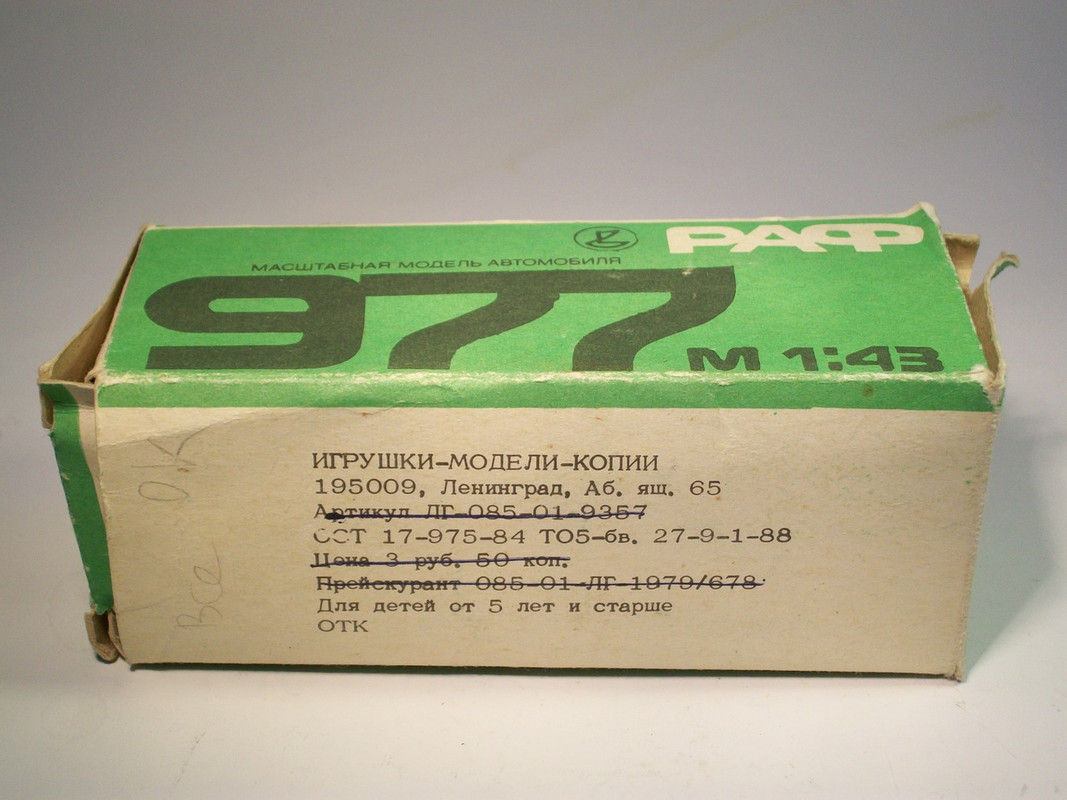 РАФ
МАСШТАБНАЯ МОДЕЛЬ АВТОМОБИЛЯ
977
М 1:43
ИГРУШКИ-МОДЕЛИ-КОПИИ
195009, Ленинград, Аб. ящ. 65
Артикул ЛГ-085-01-9357
ОСТ 17-975-84 ТО5-бв. 27-9-1-88
Цена 3 руб. 50 коп.
Прейскурант 085-01-ЛГ-1979/678
Для детей от 5 лет и старше
ОТК
Все ОК